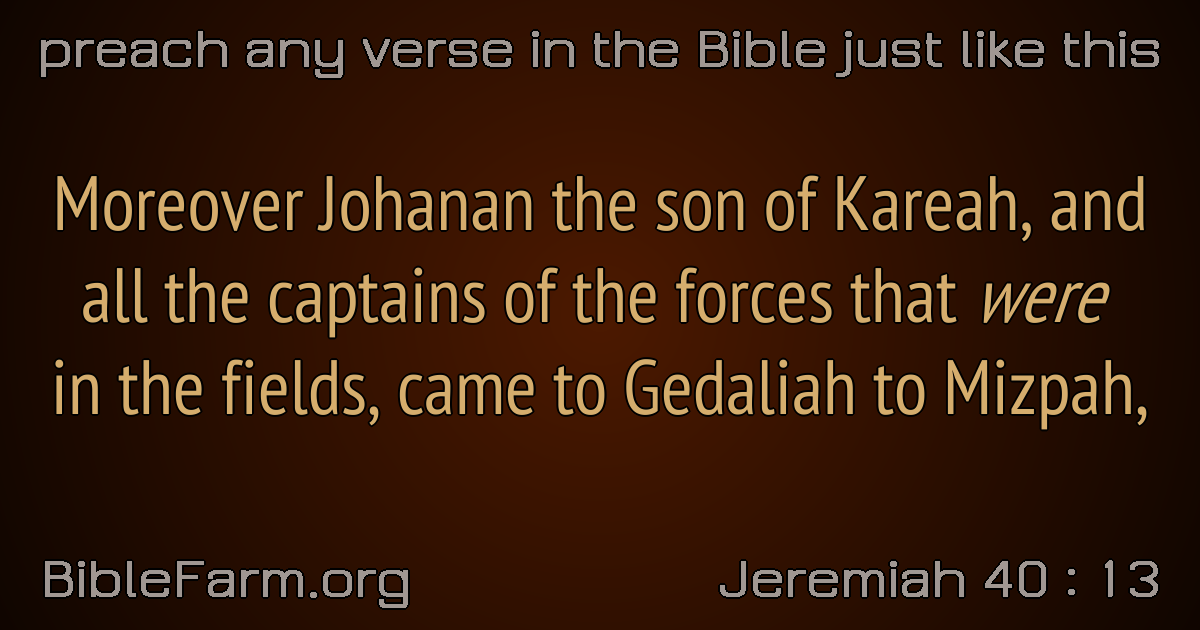 preach any verse in the Bible just like this
Moreover Johanan the son of Kareah, and
all the captains of the forces that were
in the fields, came to Gedaliah to Mizpah,
BibleFarm.org
Jeremiah 40 : 13